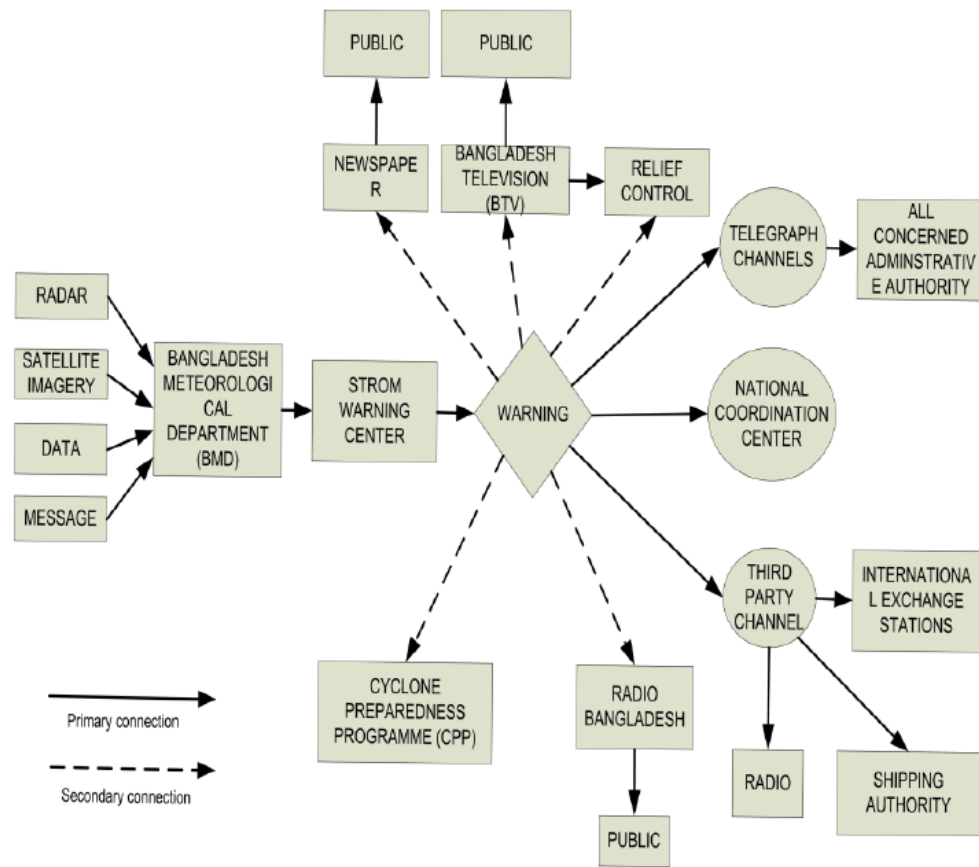 PUBLIC
PUBLIC
NEWSPAPE
R
BANGLADESH
TELEVISION
(BTV)
RELIEF
CONTROL
TELEGRAPH
CHANNELS
ALL
CONCERNED
ADMINSTRATIV
E AUTHORITY
RADAR
SATELLITE
IMAGERY
DATA
MESSAGE
BANGLADESH
METEOROLOGI
CAL
DEPARTMENT
(BMD)
STROM
WARNING
CENTER
WARNING
NATIONAL
COORDINATION
CENTER
THIRD
PARTY
CHANNEL
INTERNATIONA
L EXCHANGE
STATIONS
CYCLONE
PREPAREDNESS
PROGRAMME (CPP)
RADIO
BANGLADESH
PUBLIC
RADIO
SHIPPING
AUTHORITY
Primary connection
Secondary connection